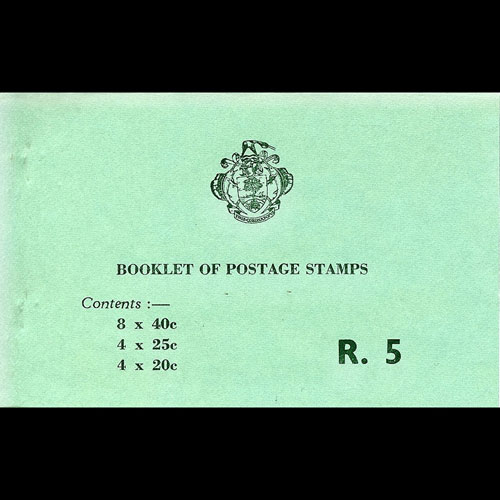 BOOKLET OF POSTAGE STAMPS
Contents :—
8 x 40c
4 x 25c
4 x 20c
R. 5